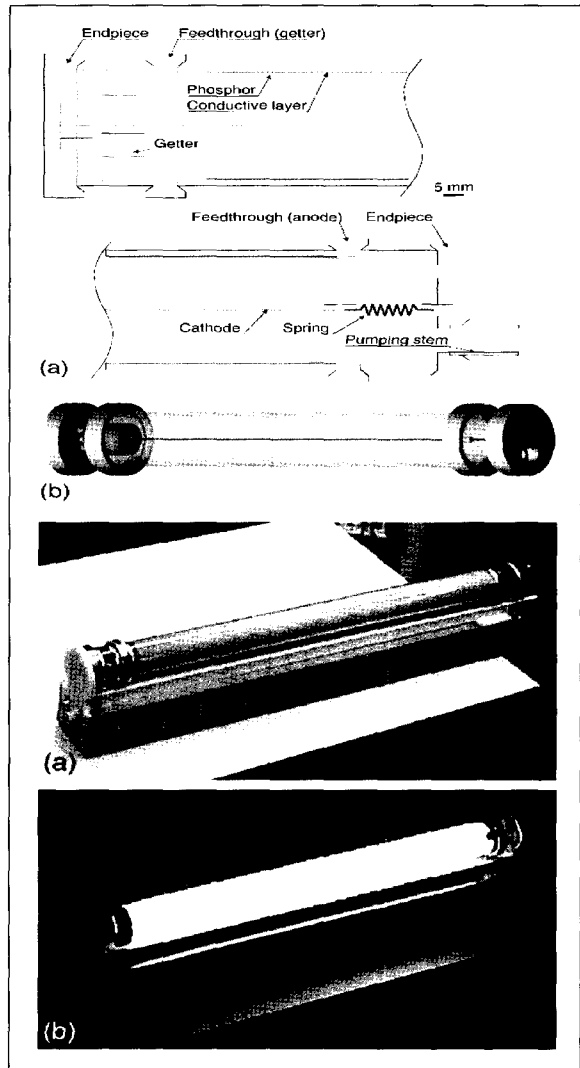 Endpiece
Feedthrough (getter)
Phosphor
Conductive layer
Getter
5 mm
Feedthrough (anode)
Endpiece
Cathode
Spring
Pumping stem
(a)
(b)
(a)
(b)